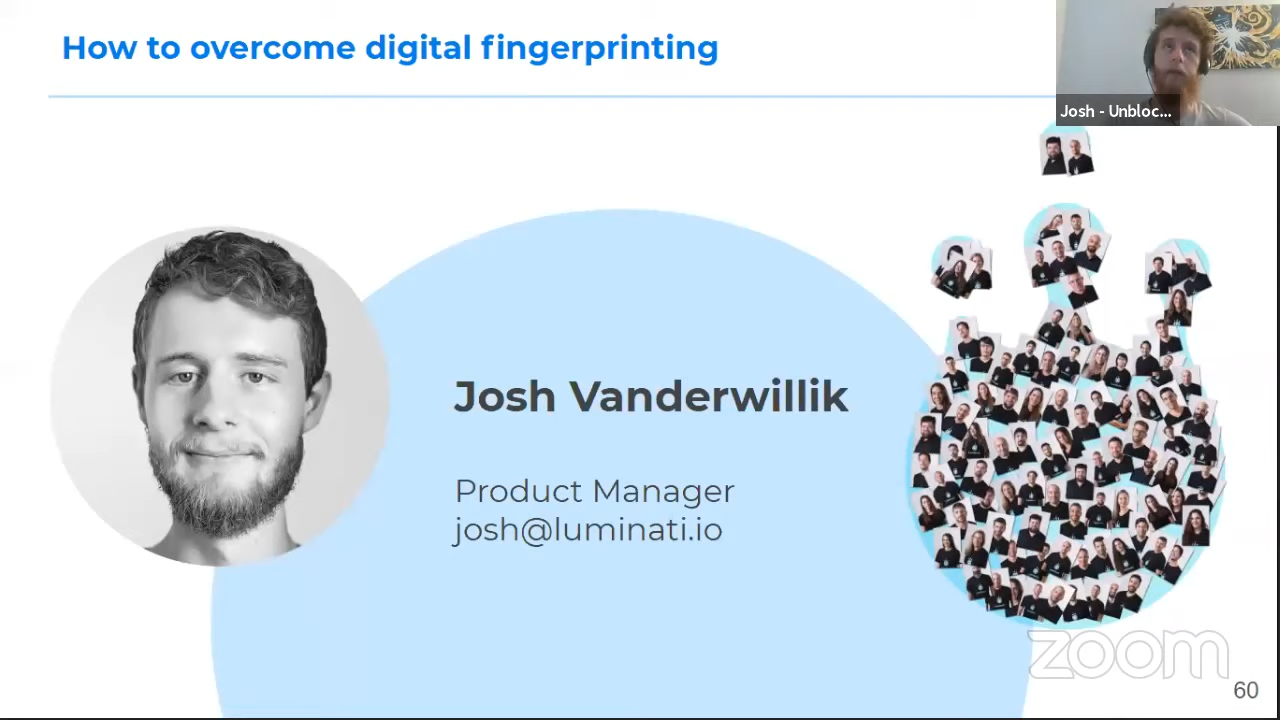 How to overcome digital fingerprinting
Josh - Unbloc...
Josh Vanderwillik
Product Manager
josh@luminati.io
zoom
60